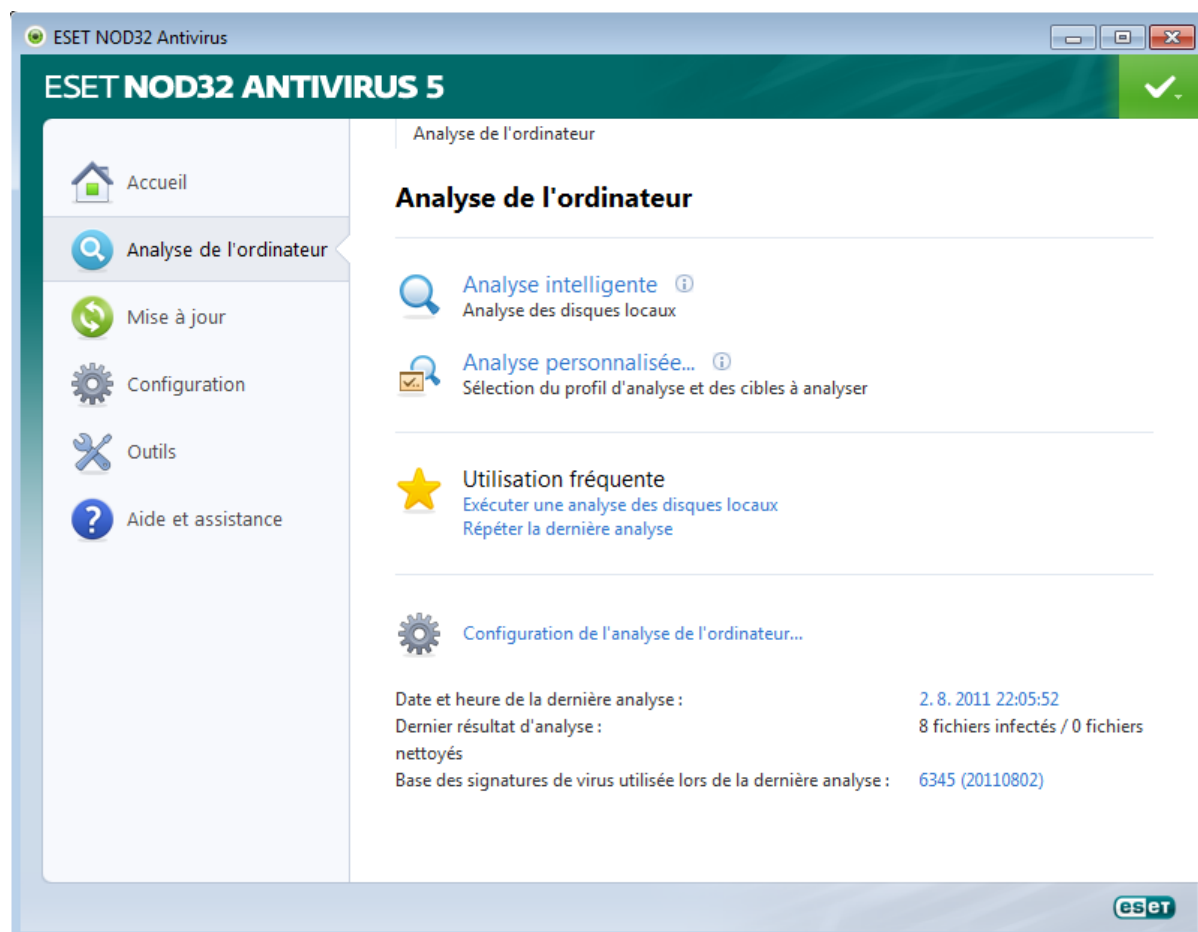 ESET NOD32 Antivirus
ESET NOD32 ANTIVIRUS 5
Accueil
Analyse de l'ordinateur
Mise à jour
Configuration
Outils
Aide et assistance
Analyse de l'ordinateur
Analyse de l'ordinateur
Analyse intelligente
Analyse des disques locaux
Analyse personnalisée...
Sélection du profil d'analyse et des cibles à analyser
Utilisation fréquente
Exécuter une analyse des disques locaux
Répéter la dernière analyse
Configuration de l'analyse de l'ordinateur...
Date et heure de la dernière analyse : 2. 8. 2011 22:05:52
Dernier résultat d'analyse : 8 fichiers infectés / 0 fichiers
nettoyés
Base des signatures de virus utilisée lors de la dernière analyse : 6345 (20110802)
eseT